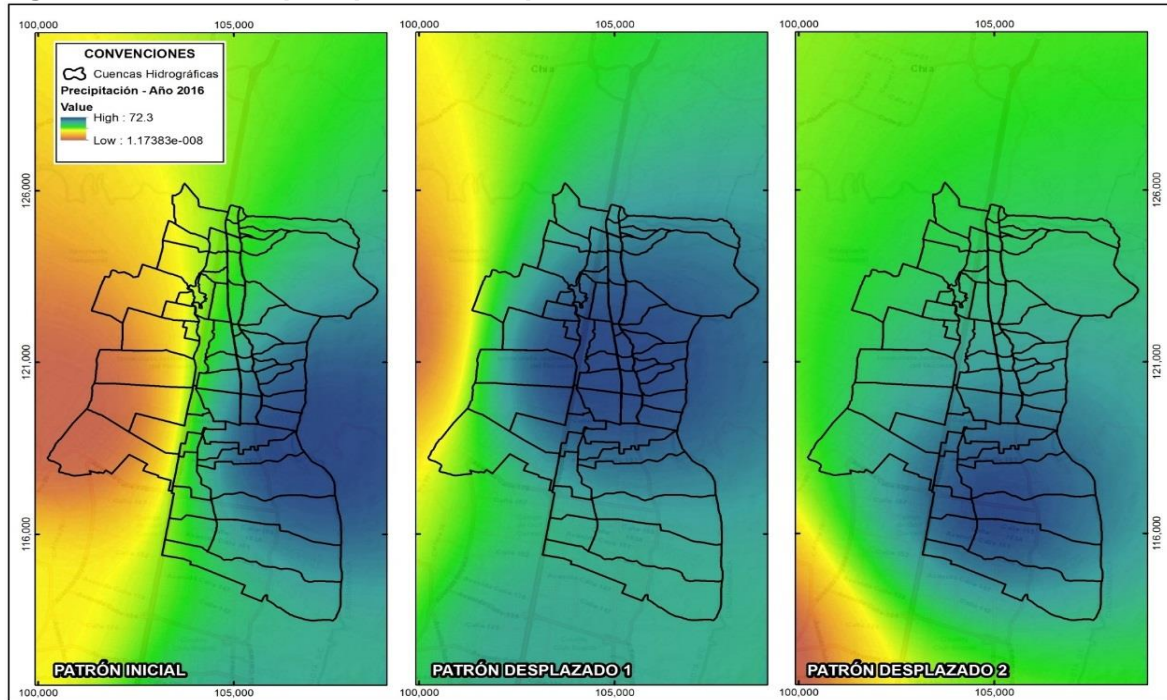 100,000 105,000 100,000 105,000 100,000 105,000
CONVENCIONES
Cuencas Hidrográficas
Precipitación - Año 2016
Value
High : 72.3
Low : 1.17383e-008
Chia
126,000 126,000
121,000 121,000
116,000 116,000
PATRÓN INICIAL
PATRÓN DESPLAZADO 1
PATRÓN DESPLAZADO 2
100,000 105,000 100,000 105,000 100,000 105,000